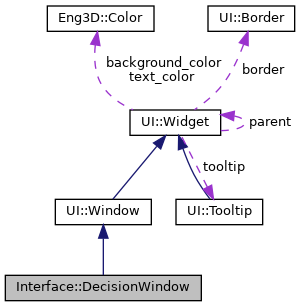 Eng3D::Color
UI::Border
background_color
text_color
border
UI::Widget
parent
tooltip
UI::Window
UI::Tooltip
Interface::DecisionWindow